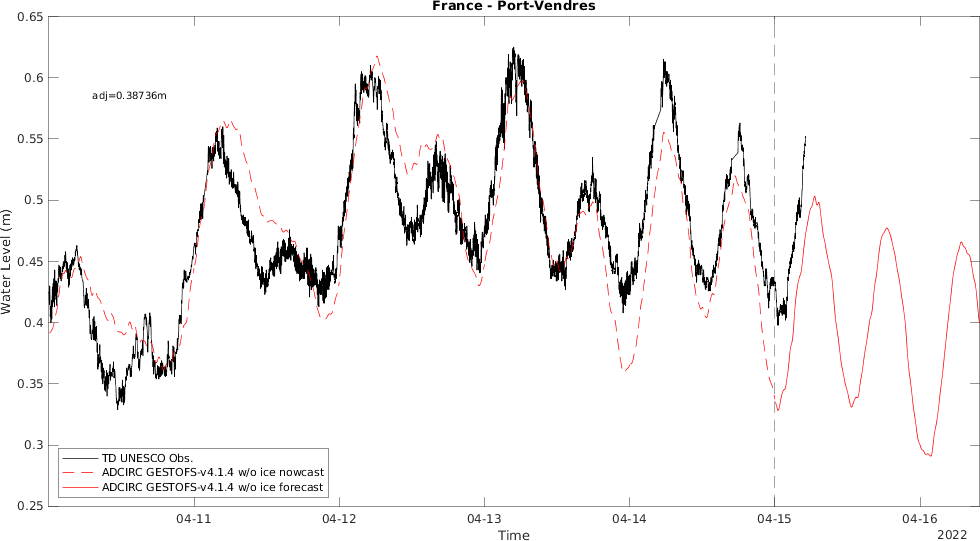 France - Port-Vendres
0.65
0.6
0.55
0.5
0.45
0.4
0.35
0.3
0.25
Water Level (m)
adj=0.38736m
TD UNESCO Obs.
ADCIRC GESTOFS-v4.1.4 w/o ice nowcast
ADCIRC GESTOFS-v4.1.4 w/o ice forecast
04-11 04-12 04-13 04-14 04-15 04-16
Time
2022